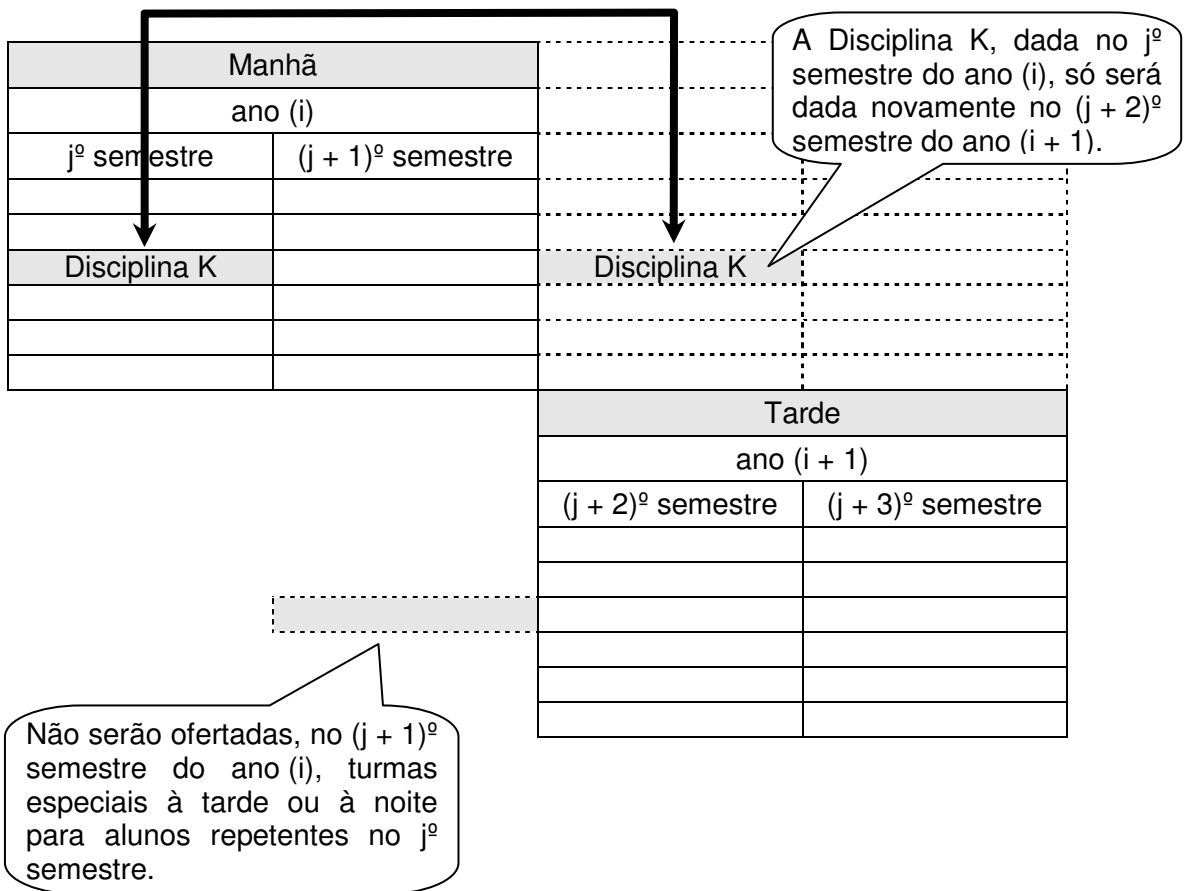 Manhã
ano (i)
jº semestre (j + 1)º semestre
Disciplina K
A Disciplina K, dada no jº
semestre do ano (i), só será
dada novamente no (j + 2)º
semestre do ano (i + 1).
Disciplina K
Tarde
ano (i + 1)
(j + 2)º semestre (j + 3)º semestre
Não serão ofertadas, no (j + 1)º
semestre do ano (i), turmas
especiais à tarde ou à noite
para alunos repetentes no jº
semestre.